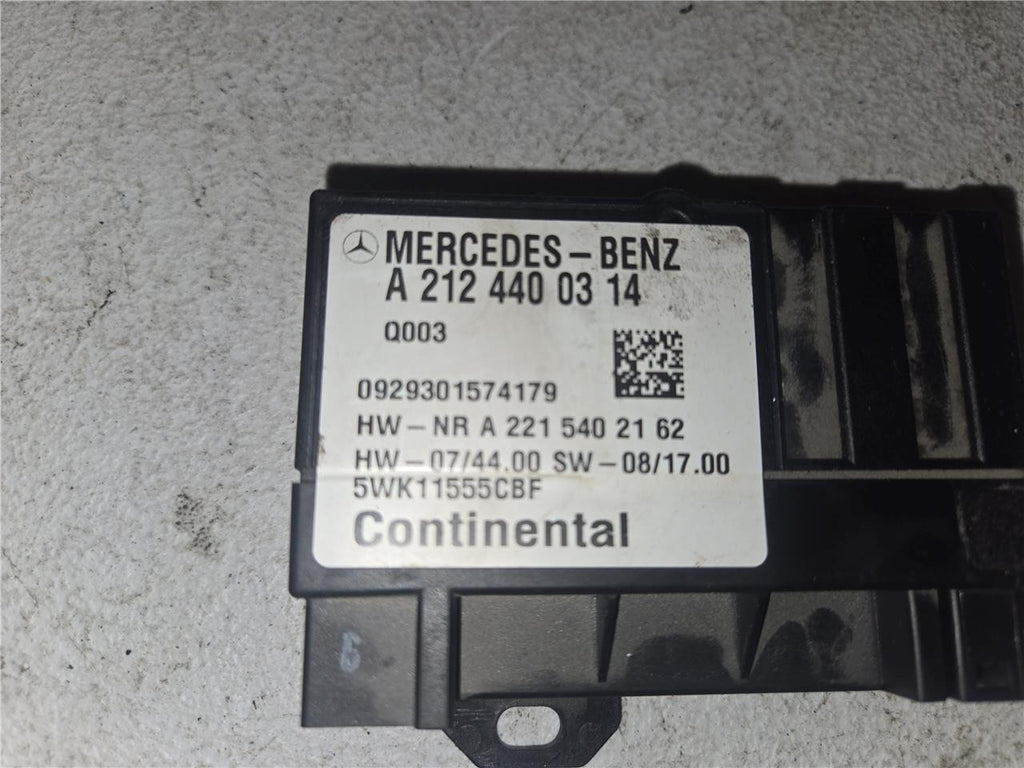 MERCEDES-BENZ
A 212 440 03 14
Q003
0929301574179
HW-NR A 221 540 21 62
HW-07/44.00 SW-08/17.00
5WK11555CBF
Continental
6